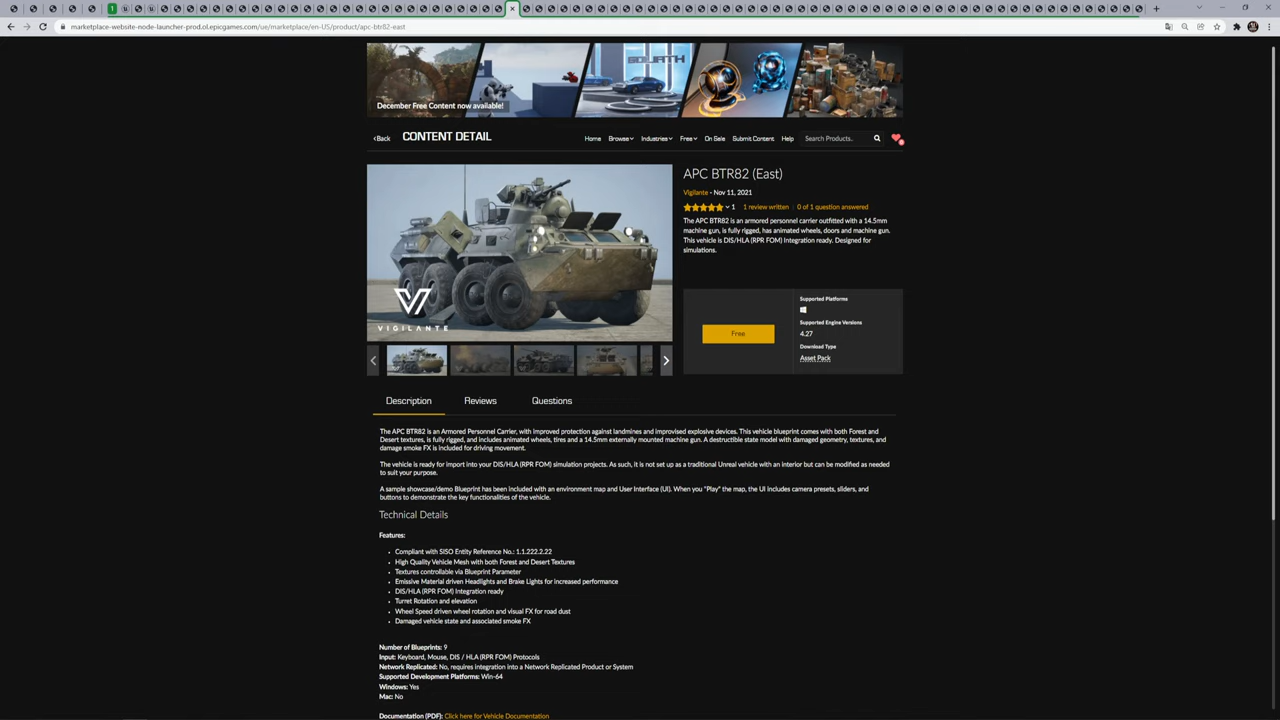 marketplace-website-node-launcher-prod.ol.epicgames.com/ue/marketplace/en-US/product/apc-btr82-east
GOLIATH
December Free Content now available!
<Back
CONTENT DETAIL
Home Browse Industries Free On Sale Submit Content Help Search Products..
APC BTR82 (East)
Vigilante - Nov 11, 2021
1 1 review written 0 of 1 question answered
The APC BTR82 is an armored personnel carrier outfitted with a 14.5mm
machine gun, is fully rigged, has animated wheels, doors and machine gun.
This vehicle is DIS/HLA (RPR FOM) Integration ready. Designed for
simulations.
VIGILANTE
Free
Supported Platforms
Supported Engine Versions
4.27
Download Type
Asset Pack
Description Reviews Questions
The APC BTR82 is an Armored Personnel Carrier, with improved protection against landmines and improvised explosive devices. This vehicle blueprint comes with both Forest and
Desert textures, is fully rigged, and includes animated wheels, tires and a 14.5mm externally mounted machine gun. A destructible state model with damaged geometry, textures, and
damage smoke FX is included for driving movement.
The vehicle is ready for import into your DIS/HLA (RPR FOM) simulation projects. As such, it is not set up as a traditional Unreal vehicle with an interior but can be modified as needed
to suit your purpose.
A sample showcase/demo Blueprint has been included with an environment map and User Interface (UI). When you "Play" the map, the UI includes camera presets, sliders, and
buttons to demonstrate the key functionalities of the vehicle.
Technical Details
Features:
Compliant with SISO Entity Reference No.: 1.1.222.2.22
High Quality Vehicle Mesh with both Forest and Desert Textures
Textures controllable via Blueprint Parameter
Emissive Material driven Headlights and Brake Lights for increased performance
DIS/HLA (RPR FOM) Integration ready
Turret Rotation and elevation
Wheel Speed driven wheel rotation and visual FX for road dust
Damaged vehicle state and associated smoke FX
Number of Blueprints: 9
Input: Keyboard, Mouse, DIS / HLA (RPR FOM) Protocols
Network Replicated: No, requires integration into a Network Replicated Product or System
Supported Development Platforms: Win-64
Windows: Yes
Mac: No
Documentation (PDF): Click here for Vehicle Documentation